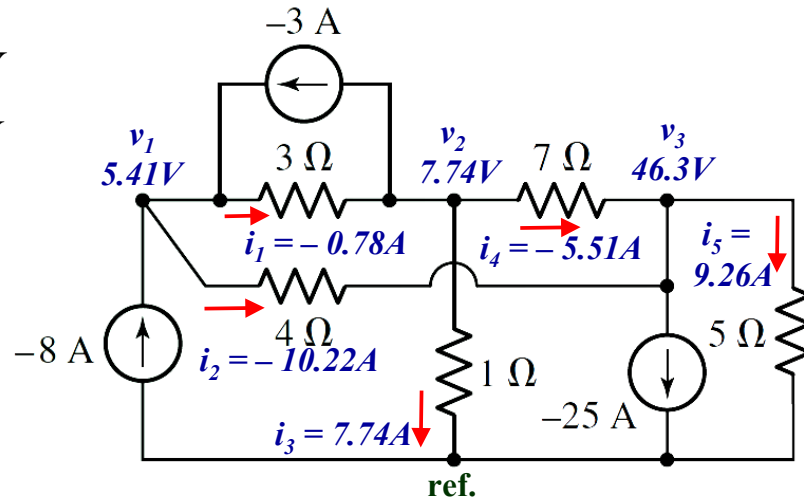 –3 A
v1
5.41V
3 Ω
v2
7.74V
7 Ω
v3
46.3V
i1 = – 0.78A
i4 = – 5.51A
i5 =
9.26A
–8 A
4 Ω
i2 = – 10.22A
1 Ω
5 Ω
–25 A
i3 = 7.74A
ref.